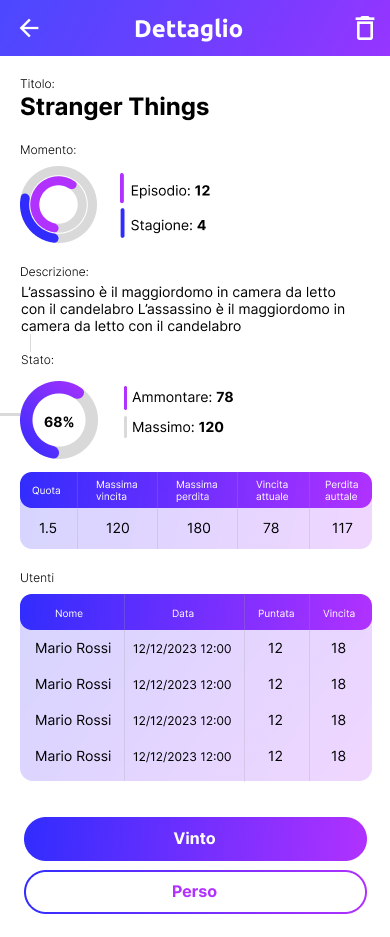 Dettaglio
Titolo:
Stranger Things
Momento:
Episodio: 12
Stagione: 4
Descrizione:
L'assassino è il maggiordomo in camera da letto
con il candelabro L'assassino è il maggiordomo in
camera da letto con il candelabro
Stato:
68%
Ammontare: 78
Massimo: 120
Quota Massima vincita Massima perdita Vincita attuale Perdita auttale
1.5 120 180 78 117
Utenti
Nome Data Puntata Vincita
Mario Rossi 12/12/2023 12:00 12 18
Mario Rossi 12/12/2023 12:00 12 18
Mario Rossi 12/12/2023 12:00 12 18
Mario Rossi 12/12/2023 12:00 12 18
Vinto
Perso